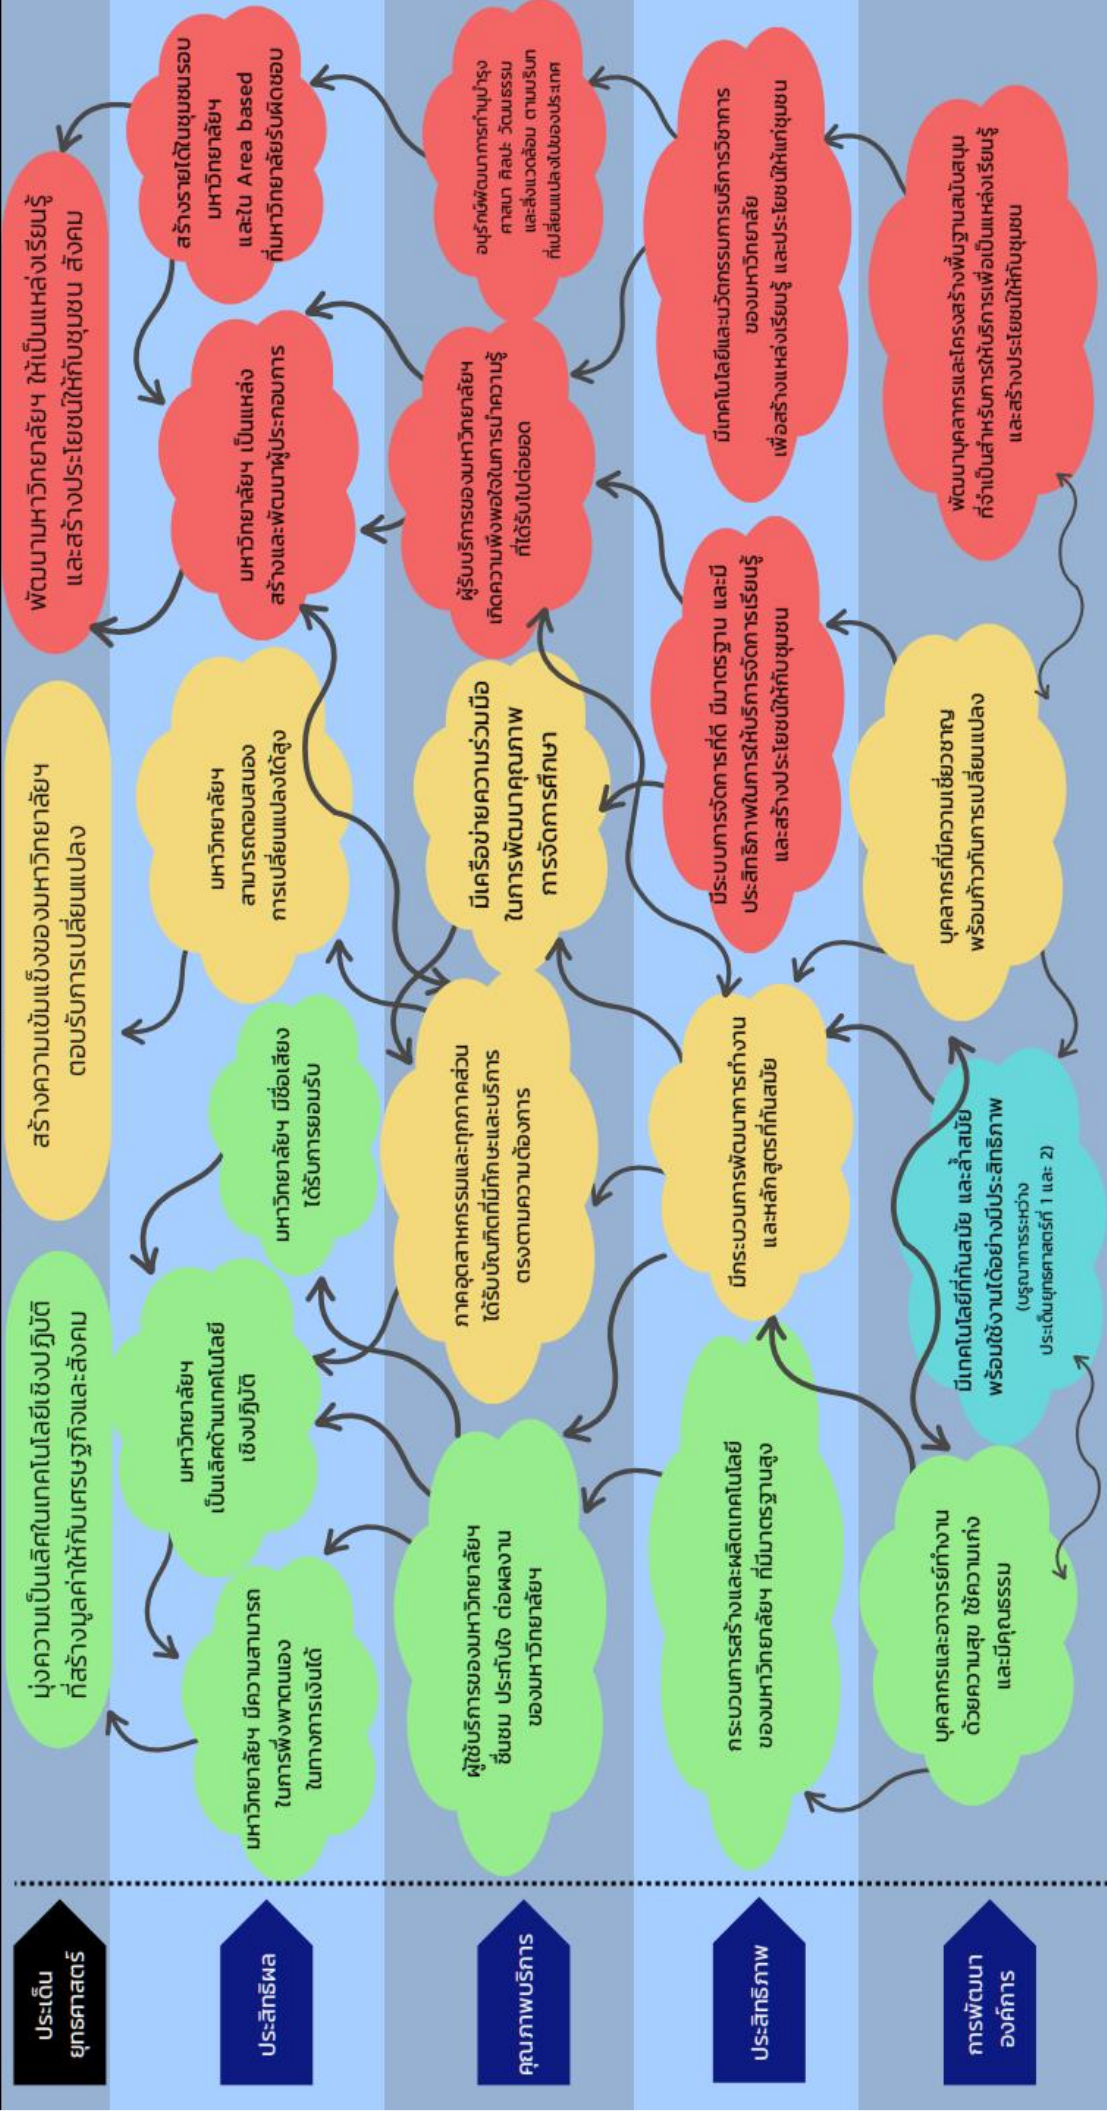 ประเด็น
ยุทธศาสตร์
มุ่งความเป็นเลิศในเทคโนโลยีเชิงปฏิบัติ
ที่สร้างมูลค่าให้กับเศรษฐกิจและสังคม
สร้างความเข้มแข็งของมหาวิทยาลัยฯ
ตอบรับการเปลี่ยนแปลง
พัฒนามหาวิทยาลัยฯ ให้เป็นแหล่งเรียนรู้
และสร้างประโยชน์ให้กับชุมชน สังคม
ประสิทธิผล
มหาวิทยาลัยฯ มีความสามารถ
ในการพึ่งพาตนเอง
ในทางการเงินได้
มหาวิทยาลัยฯ
เป็นเลิศด้านเทคโนโลยี
เชิงปฏิบัติ
มหาวิทยาลัยฯ มีชื่อเสียง
ได้รับการยอมรับ
มหาวิทยาลัยฯ
สามารถตอบสนอง
การเปลี่ยนแปลงได้สูง
มหาวิทยาลัยฯ เป็นแหล่ง
สร้างและพัฒนาผู้ประกอบการ
สร้างรายได้ในชุมชนรอบ
มหาวิทยาลัยฯ
และใน Area based
ที่มหาวิทยาลัยรับผิดชอบ
คุณภาพบริการ
ผู้ใช้บริการของมหาวิทยาลัยฯ
ชื่นชม ประทับใจ ต่อผลงาน
ของมหาวิทยาลัยฯ
ภาคอุตสาหกรรมและทุกภาคส่วน
ได้รับบัณฑิตที่มีทักษะและบริการ
ตรงตามความต้องการ
มีเครือข่ายความร่วมมือ
ในการพัฒนาคุณภาพ
การจัดการศึกษา
ผู้รับบริการของมหาวิทยาลัยฯ
เกิดความพึงพอใจในการนำความรู้
ที่ได้รับไปต่อยอด
อนุรักษ์พัฒนาการทำนุบำรุง
ศาสนา ศิลปะ วัฒนธรรม
และสิ่งแวดล้อม ตามบริบท
ที่เปลี่ยนแปลงไปของประเทศ
ประสิทธิภาพ
กระบวนการสร้างและผลิตเทคโนโลยี
ของมหาวิทยาลัยฯ ที่มีมาตรฐานสูง
มีกระบวนการพัฒนาการทำงาน
และหลักสูตรที่ทันสมัย
มีระบบการจัดการที่ดี มีมาตรฐาน และมี
ประสิทธิภาพในการให้บริการจัดการเรียนรู้
และสร้างประโยชน์ให้กับชุมชน
มีเทคโนโลยีและนวัตกรรมการบริการวิชาการ
ของมหาวิทยาลัย
เพื่อสร้างแหล่งเรียนรู้ และประโยชน์ให้แก่ชุมชน
การพัฒนา
องค์การ
บุคลากรและอาจารย์ทำงาน
ด้วยความสุข ใช้ความเก่ง
และมีคุณธรรม
มีเทคโนโลยีที่ทันสมัย และล้ำสมัย
พร้อมใช้งานได้อย่างมีประสิทธิภาพ
(บูรณาการระหว่าง
ประเด็นยุทธศาสตร์ที่ 1 และ 2)
บุคลากรที่มีความเชี่ยวชาญ
พร้อมก้าวทันการเปลี่ยนแปลง
พัฒนาบุคลากรและโครงสร้างพื้นฐานสนับสนุน
ที่จำเป็นสำหรับการให้บริการเพื่อเป็นแหล่งเรียนรู้
และสร้างประโยชน์ให้กับชุมชน